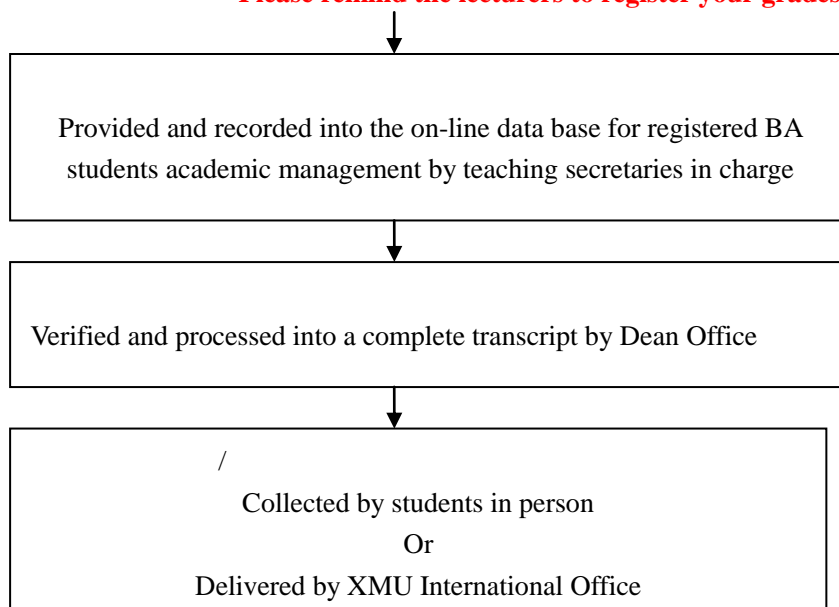 Please remind the lecturers to register your grades
Provided and recorded into the on-line data base for registered BA
students academic management by teaching secretaries in charge
Verified and processed into a complete transcript by Dean Office
/
Collected by students in person
Or
Delivered by XMU International Office